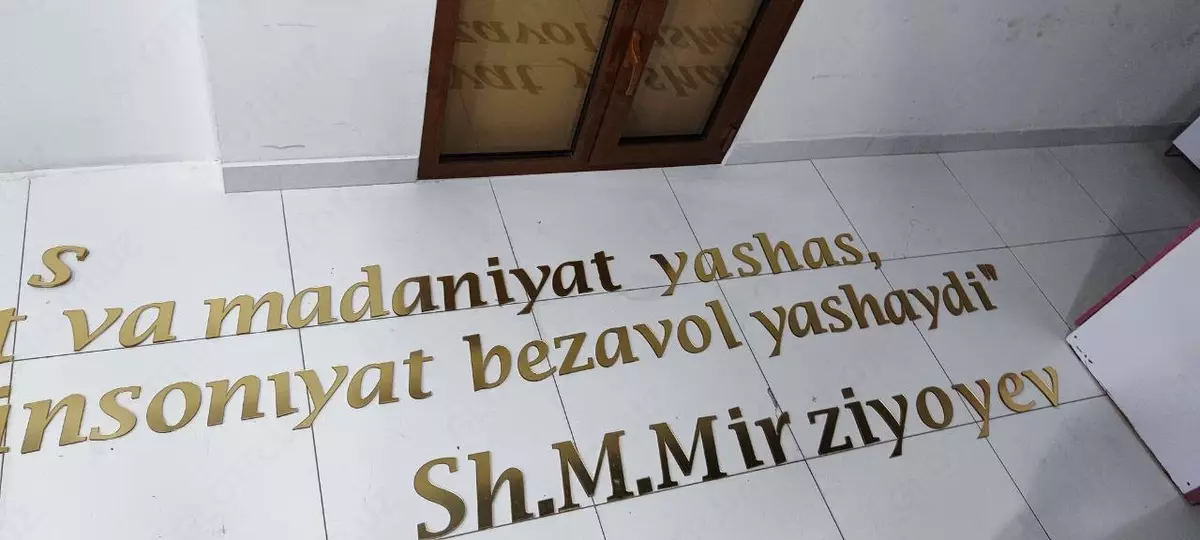 s
t va madaniyat yashas,
insoniyat bezavol yashaydi"
Sh.M.Mirziyoyev